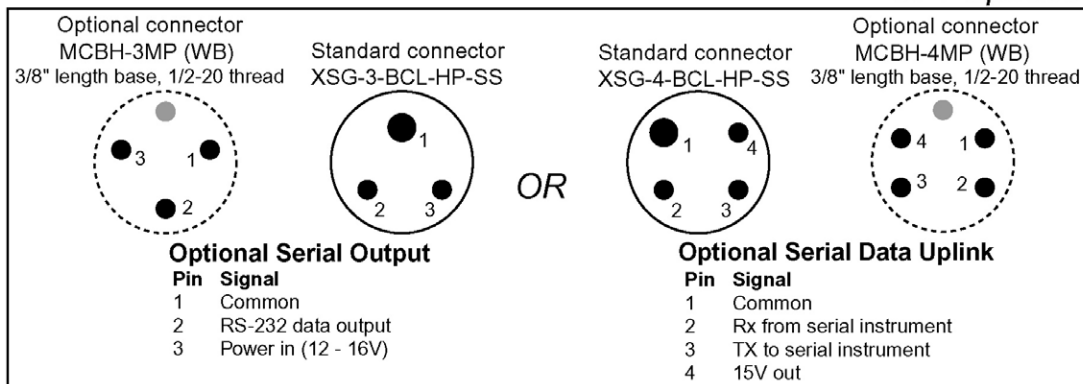 Optional connector
MCBH-3MP (WB)
3/8" length base, 1/2-20 thread
Standard connector
XSG-3-BCL-HP-SS
3
1
2
1
2
3
Optional Serial Output
Pin Signal
1 Common
2 RS-232 data output
3 Power in (12 - 16V)
OR
Standard connector
XSG-4-BCL-HP-SS
Optional connector
MCBH-4MP (WB)
3/8" length base, 1/2-20 thread
1
4
2
3
4
1
3
2
Optional Serial Data Uplink
Pin Signal
1 Common
2 Rx from serial instrument
3 TX to serial instrument
4 15V out